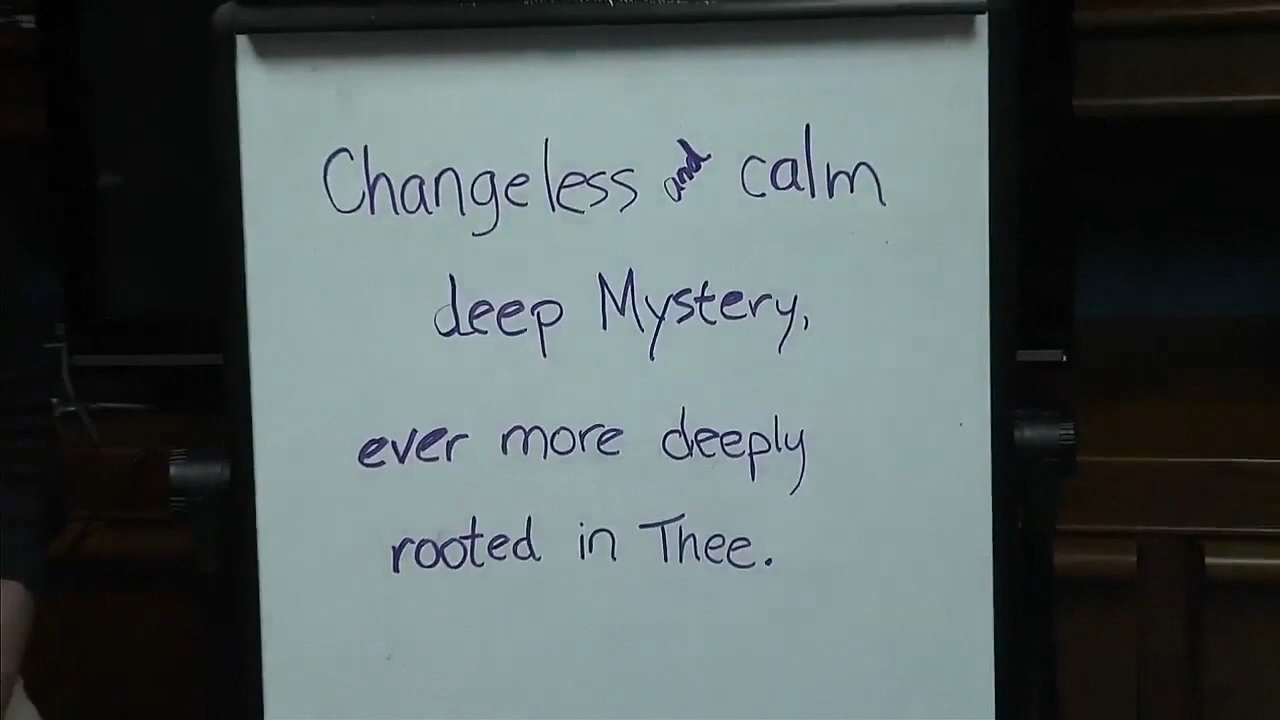 Changeless and calm
deep Mystery,
ever more deeply
rooted in Thee.